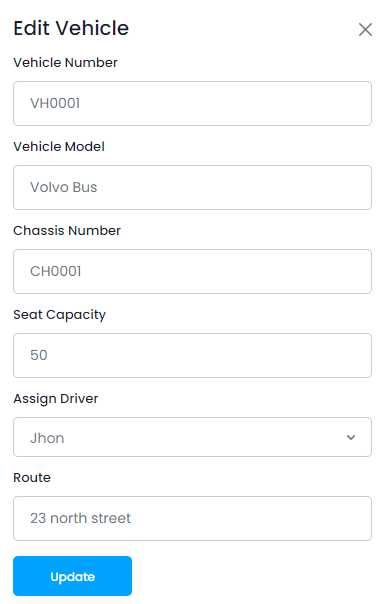 Edit Vehicle
Vehicle Number
VH0001
Vehicle Model
Volvo Bus
Chassis Number
CH0001
Seat Capacity
50
Assign Driver
Jhon
Route
23 north street
Update